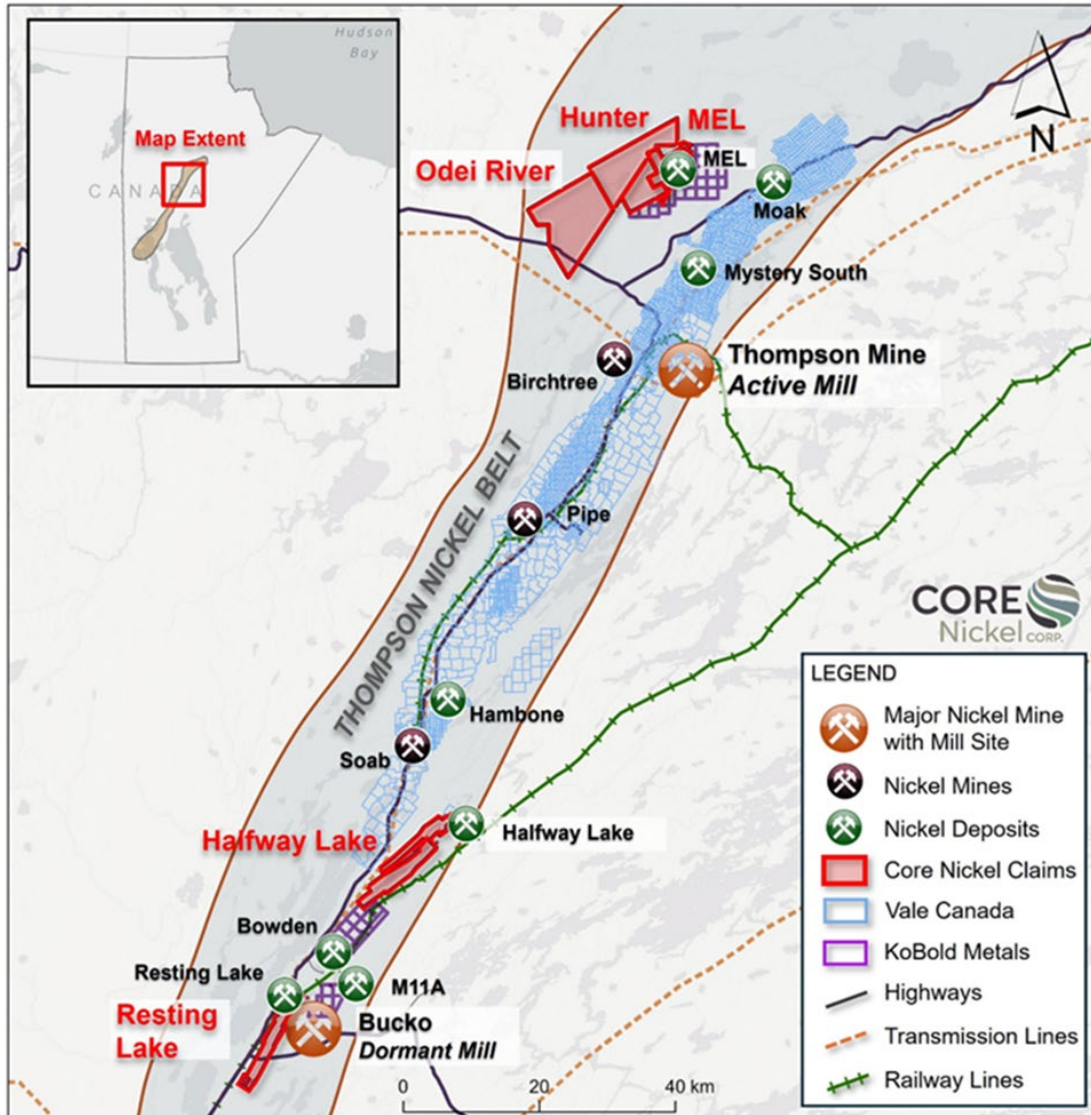 Hudson
Bay
Map Extent
CANADA
N
Hunter
MEL
Odei River
MEL
Moak
Mystery South
Birchtree
Thompson Mine
Active Mill
THOMPSON NICKEL BELT
Pipe
CORE
Nickel CORP.
Hambone
Soab
Halfway Lake
Halfway Lake
Bowden
Resting Lake
M11A
Resting
Lake
Bucko
Dormant Mill
0 20 40 km
LEGEND
Major Nickel Mine
with Mill Site
Nickel Mines
Nickel Deposits
Core Nickel Claims
Vale Canada
KoBold Metals
Highways
Transmission Lines
Railway Lines